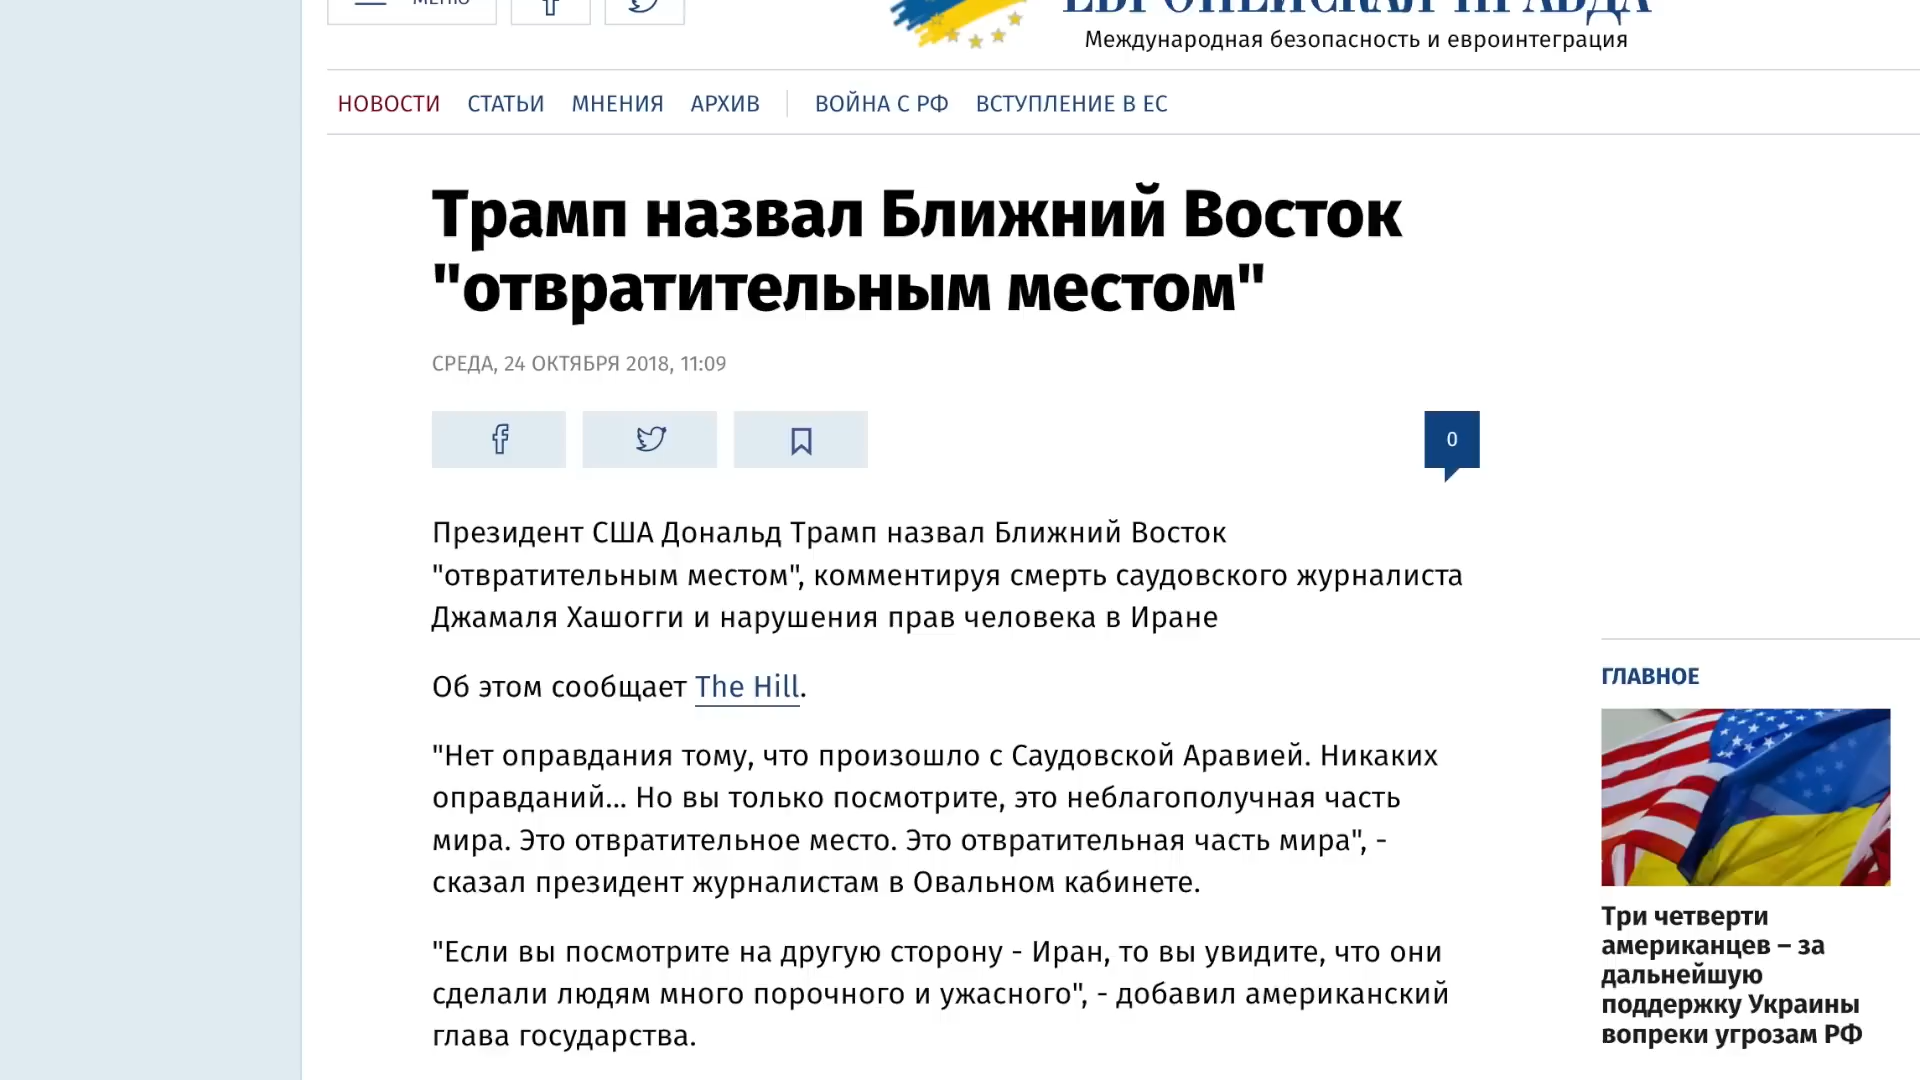 МЕНЮ
ЕВРОПЕЙСКАЯ ПРАВДА
Международная безопасность и евроинтеграция
НОВОСТИ СТАТЬИ МНЕНИЯ АРХИВ ВОЙНА С РФ ВСТУПЛЕНИЕ В ЕС
Трамп назвал Ближний Восток
"отвратительным местом"
СРЕДА, 24 ОКТЯБРЯ 2018, 11:09
0
Президент США Дональд Трамп назвал Ближний Восток
"отвратительным местом", комментируя смерть саудовского журналиста
Джамаля Хашогги и нарушения прав человека в Иране
Об этом сообщает The Hill.
"Нет оправдания тому, что произошло с Саудовской Аравией. Никаких
оправданий... Но вы только посмотрите, это неблагополучная часть
мира. Это отвратительное место. Это отвратительная часть мира", -
сказал президент журналистам в Овальном кабинете.
"Если вы посмотрите на другую сторону - Иран, то вы увидите, что они
сделали людям много порочного и ужасного", - добавил американский
глава государства.
ГЛАВНОЕ
Три четверти
американцев – за
дальнейшую
поддержку Украины
вопреки угрозам РФ